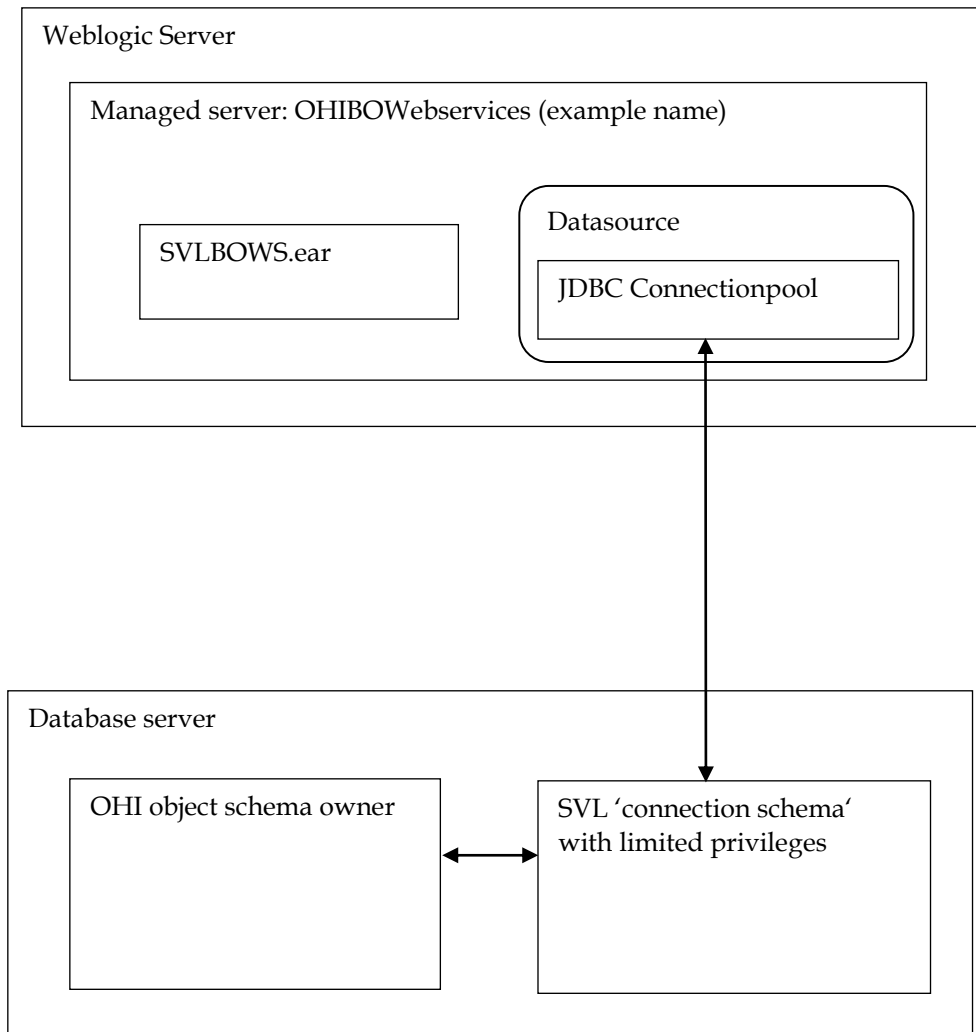 Weblogic Server
Managed server: OHIBOWebservices (example name)
SVLBOWS.ear
Datasource
JDBC Connectionpool
Database server
OHI object schema owner
SVL ‘connection schema‘
with limited privileges